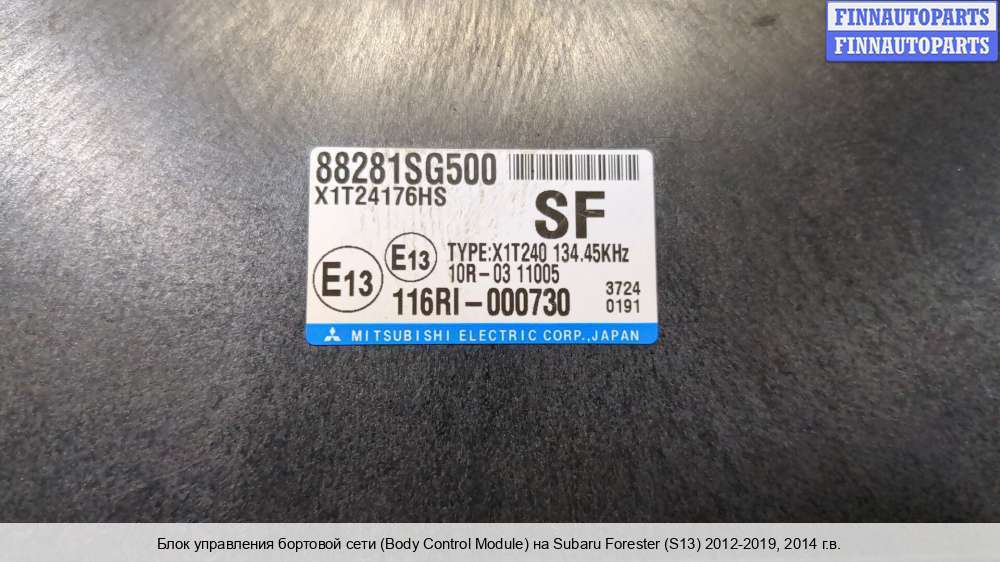 FINNAUTOPARTS
FINNAUTOPARTS
88281SG500
X1T24176HS
SF
E13
E13
TYPE:X1T240 134.45KHz
10R-03 11005
116RI-000730
3724
0191
MITSUBISHI ELECTRIC CORP.,JAPAN
Блок управления бортовой сети (Body Control Module) на Subaru Forester (S13) 2012-2019, 2014 г.в.